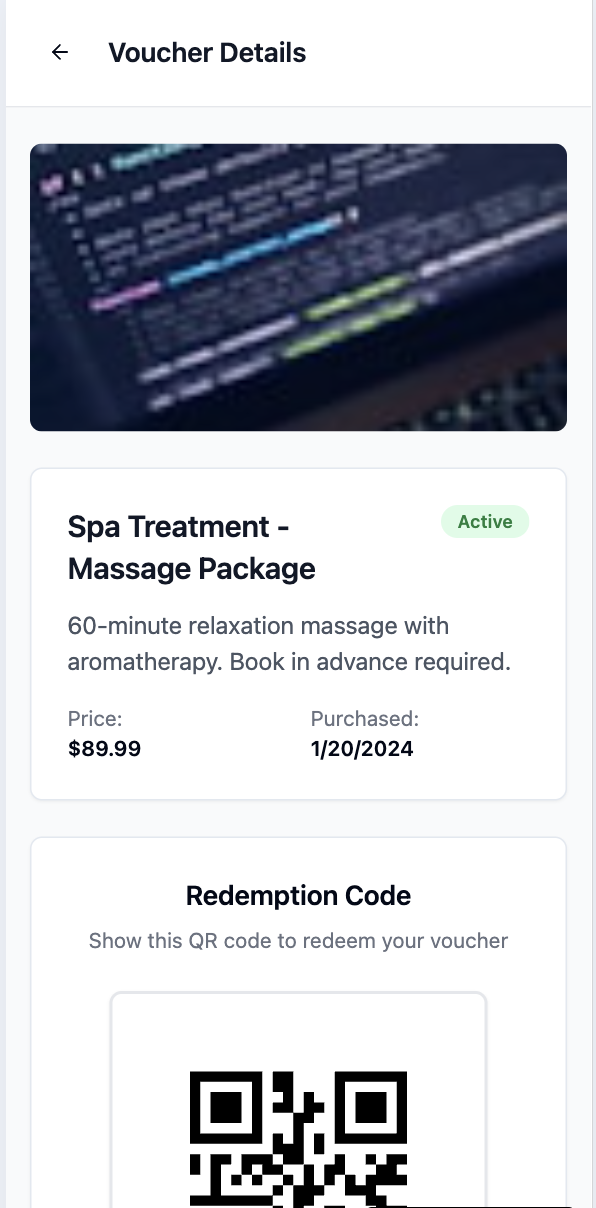 Voucher Details
Spa Treatment -
Active
Massage Package
60-minute relaxation massage with
aromatherapy. Book in advance required.
Price:
Purchased:
$89.99
1/20/2024
Redemption Code
Show this QR code to redeem your voucher